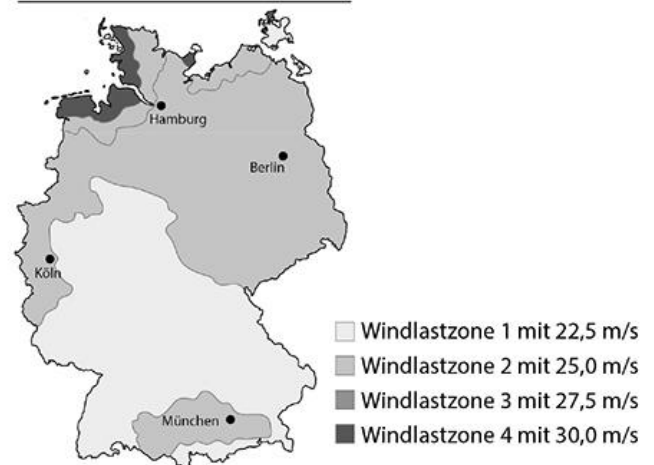 Hamburg
Berlin
Köln
München
Windlastzone 1 mit 22,5 m/s
Windlastzone 2 mit 25,0 m/s
Windlastzone 3 mit 27,5 m/s
Windlastzone 4 mit 30,0 m/s